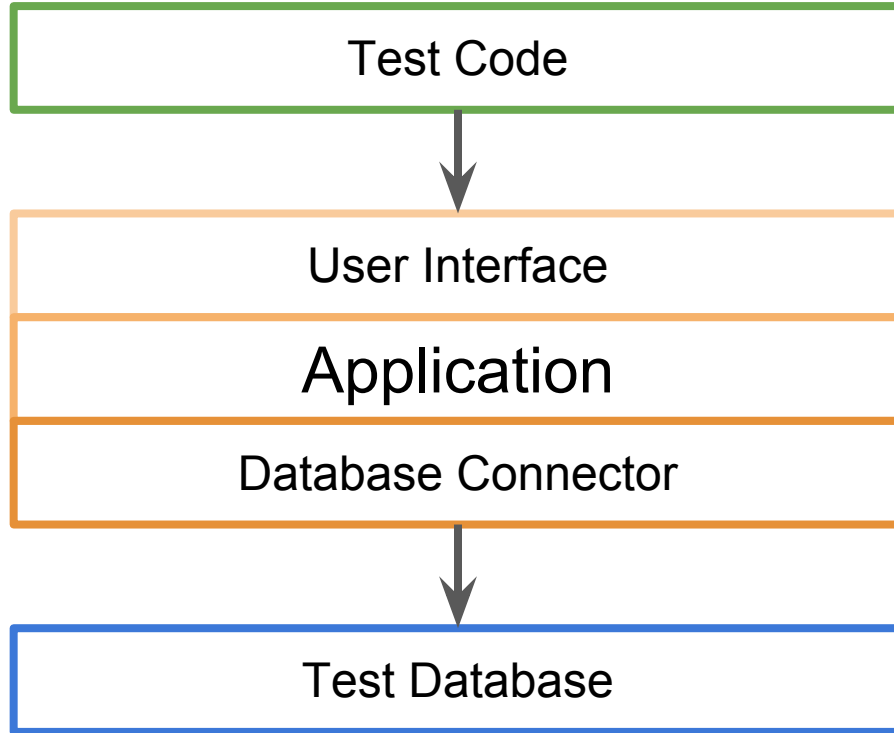 Test Code
User Interface
Application
Database Connector
Test Database